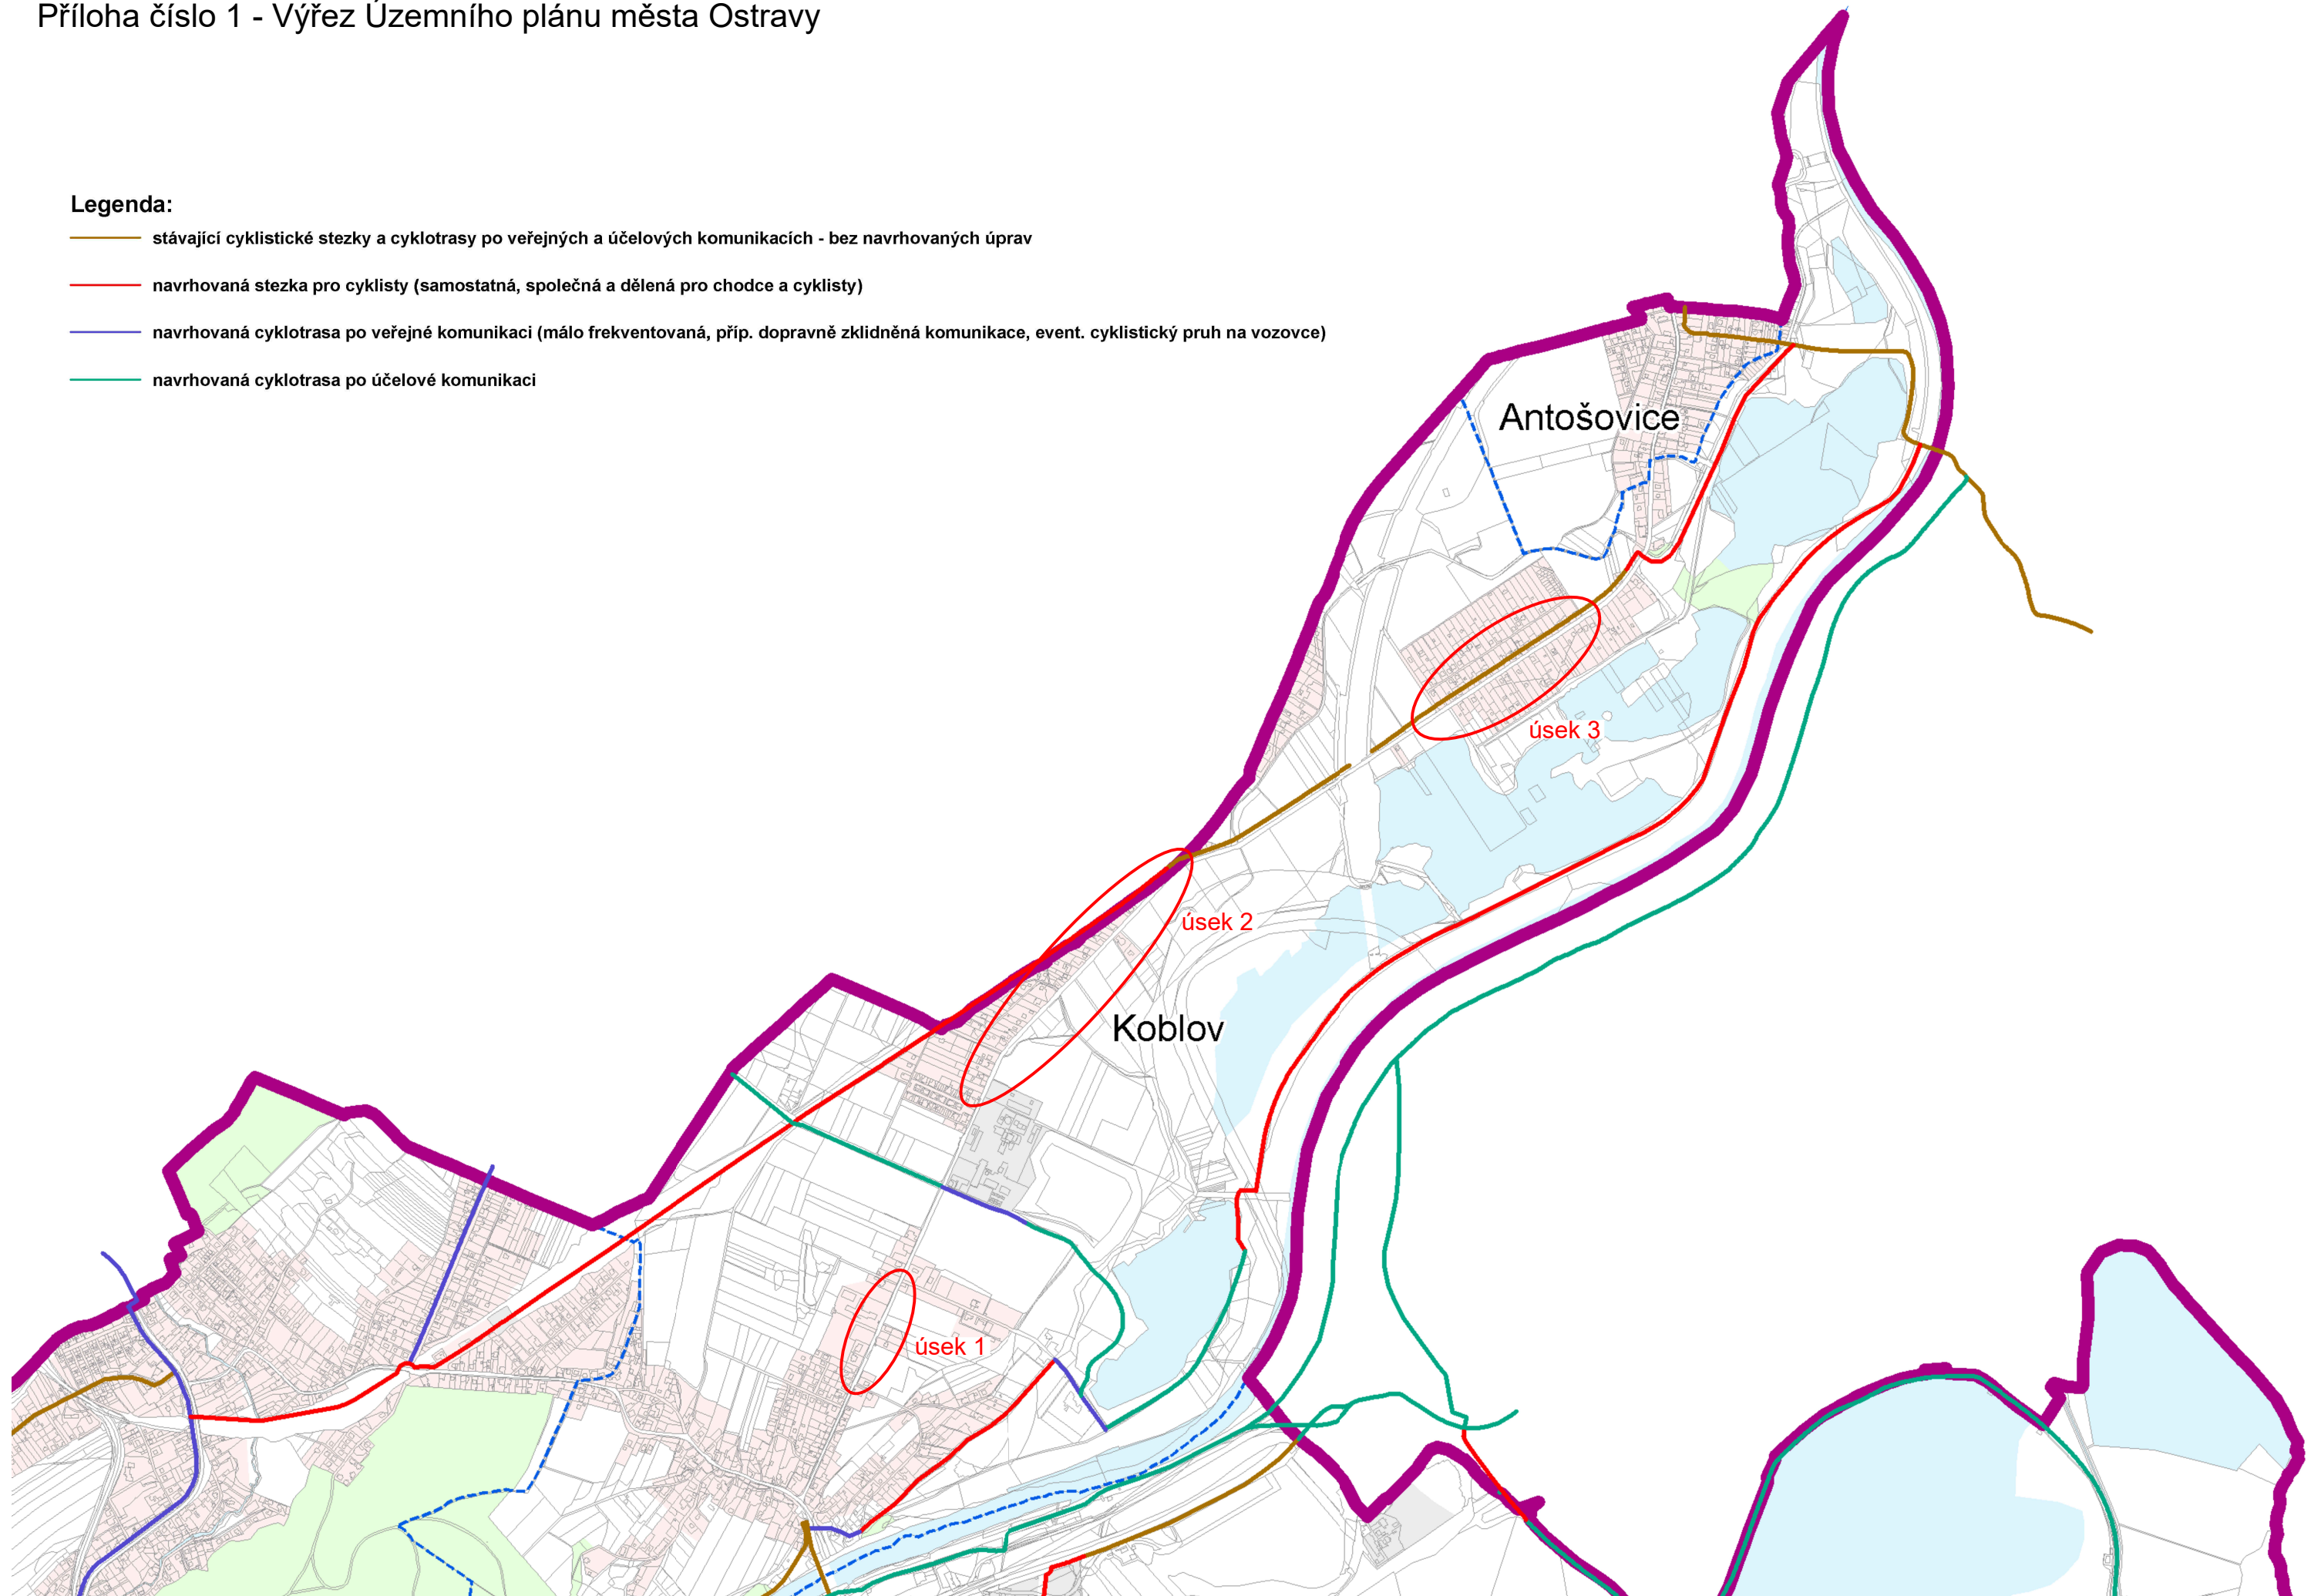 Příloha číslo 1 - Výřez Územního plánu města Ostravy
Legenda:
stávající cyklistické stezky a cyklotrasy po veřejných a účelových komunikacích - bez navrhovaných úprav
navrhovaná stezka pro cyklisty (samostatná, společná a dělená pro chodce a cyklisty)
navrhovaná cyklotrasa po veřejné komunikaci (málo frekventovaná, příp. dopravně zklidněná komunikace, event. cyklistický pruh na vozovce)
navrhovaná cyklotrasa po účelové komunikaci
Antošovice
úsek 3
úsek 2
Koblov
úsek 1